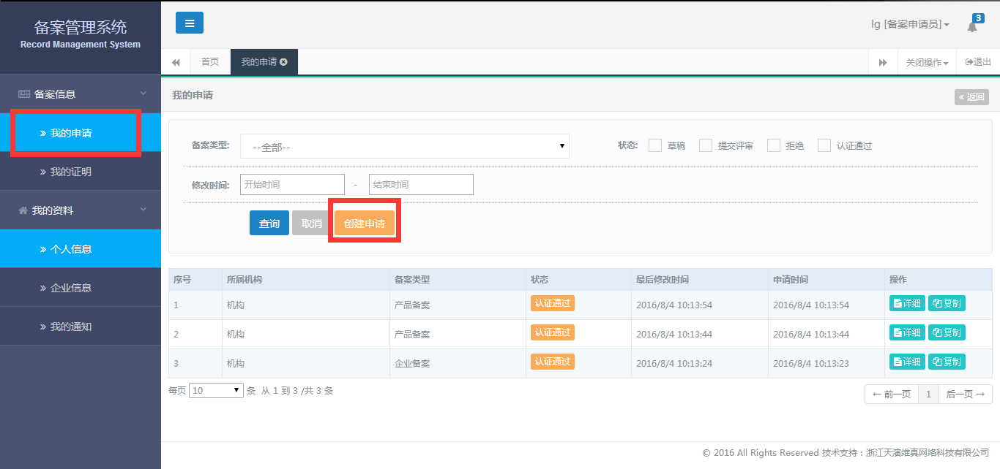 备案管理系统
Record Management System
lg [备案申请员]
3
首页
我的申请
关闭操作
退出
备案信息
我的申请
我的证明
我的资料
个人信息
企业信息
我的通知
我的申请
« 返回
备案类型: --全部-- 状态: 草稿 提交评审 拒绝 认证通过
修改时间: 开始时间 - 结束时间
查询 取消 创建申请
序号 所属机构 备案类型 状态 最后修改时间 申请时间 操作
1 机构 产品备案 认证通过 2016/8/4 10:13:54 2016/8/4 10:13:54 详细 复制
2 机构 产品备案 认证通过 2016/8/4 10:13:44 2016/8/4 10:13:44 详细 复制
3 机构 企业备案 认证通过 2016/8/4 10:13:24 2016/8/4 10:13:23 详细 复制
每页 10 条 从 1 到 3 /共 3 条
← 前一页 1 后一页 →
© 2016 All Rights Reserved 技术支持：浙江天演维真网络科技有限公司